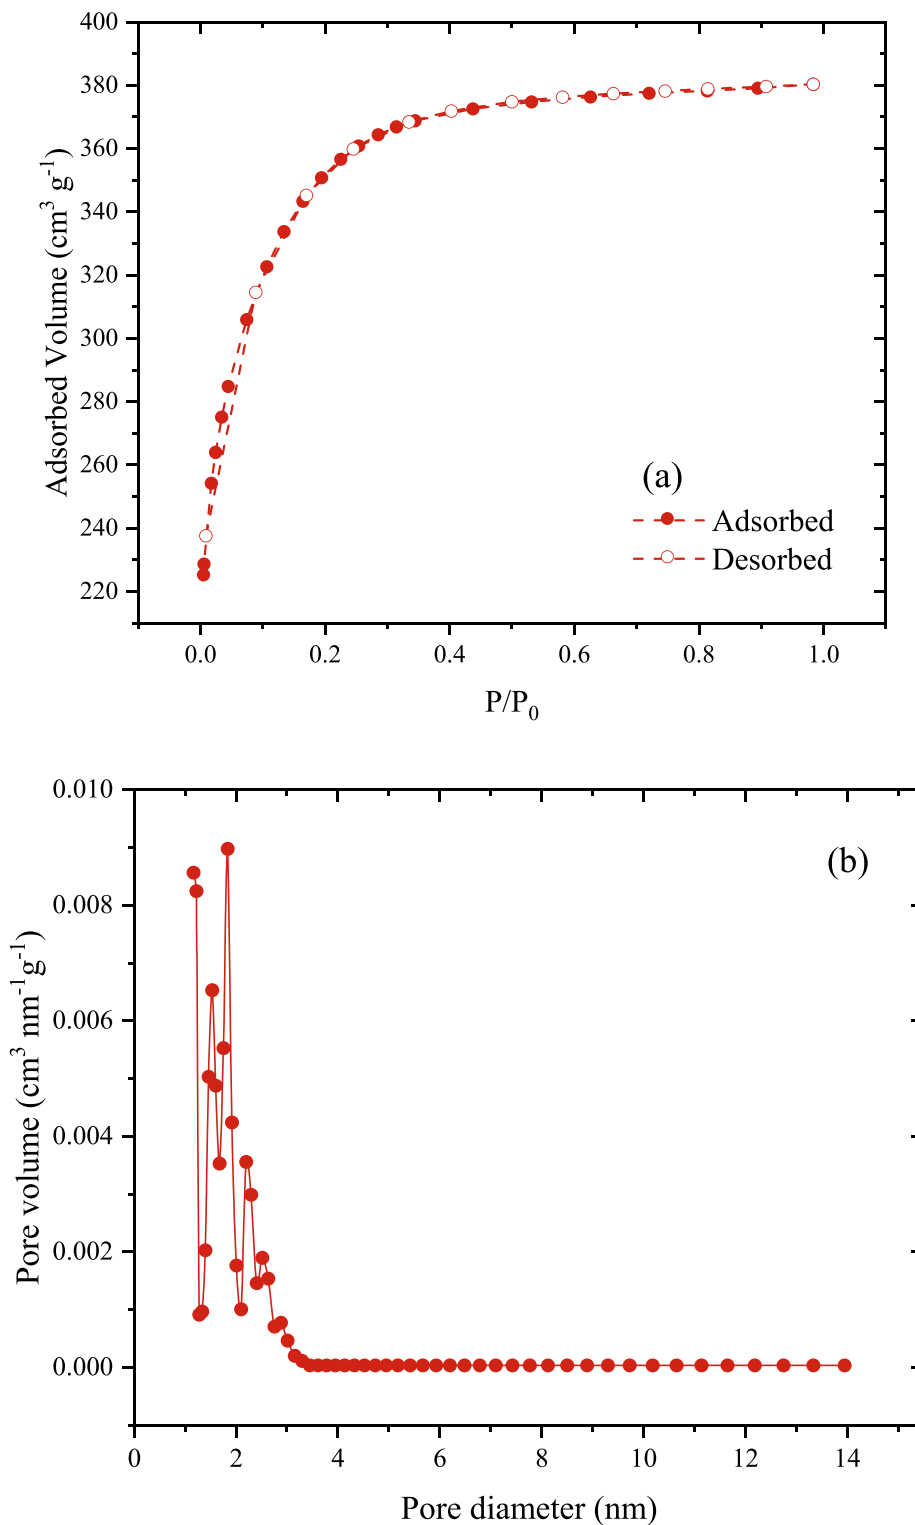 400
380
360
340
320
300
280
260
240
220
Adsorbed Volume (cm³ g⁻¹)
(a)
Adsorbed
Desorbed
0.0 0.2 0.4 0.6 0.8 1.0
P/P₀
0.010
0.008
0.006
0.004
0.002
0.000
Pore volume (cm³ nm⁻¹g⁻¹)
(b)
0 2 4 6 8 10 12 14
Pore diameter (nm)